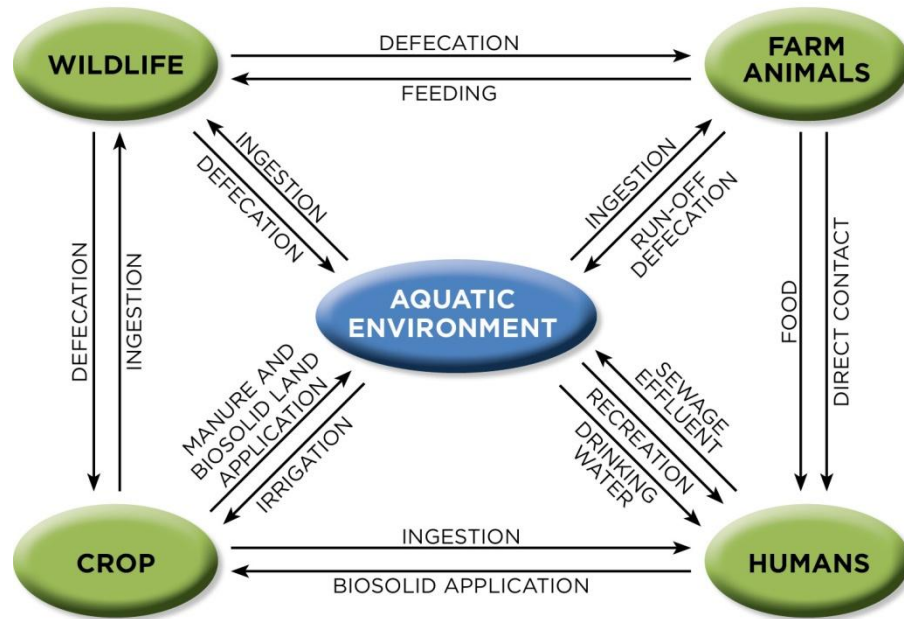 WILDLIFE
DEFECATION
FEEDING
FARM
ANIMALS
INGESTION
DEFECATION
INGESTION
RUN-OFF
DEFECATION
DEFECATION
INGESTION
AQUATIC
ENVIRONMENT
FOOD
DIRECT CONTACT
MANURE AND
BIOSOLID LAND
APPLICATION
IRRIGATION
SEWAGE
EFFLUENT
RECREATION
DRINKING
WATER
CROP
INGESTION
BIOSOLID APPLICATION
HUMANS